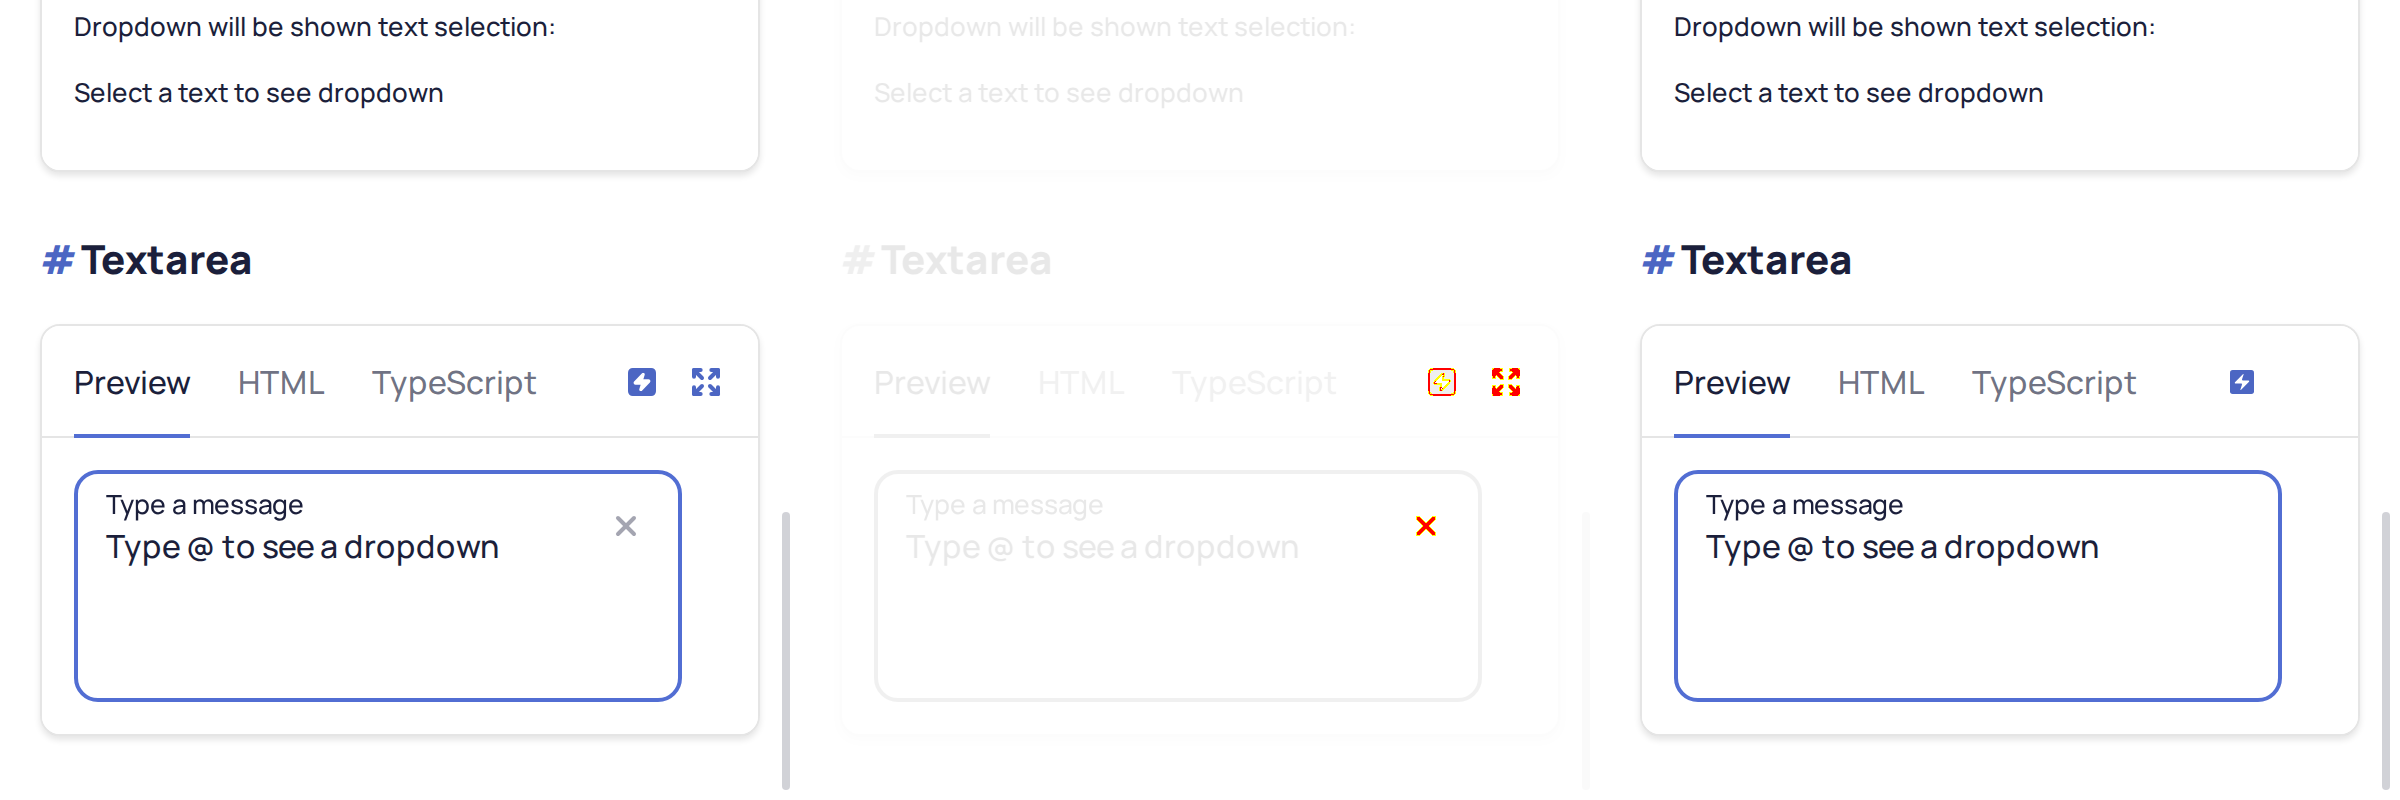 Dropdown will be shown text selection:
Select a text to see dropdown
# Textarea
Preview HTML TypeScript
Type a message
Type @ to see a dropdown
Dropdown will be shown text selection:
Select a text to see dropdown
# Textarea
Preview HTML TypeScript
Type a message
Type @ to see a dropdown
Dropdown will be shown text selection:
Select a text to see dropdown
# Textarea
Preview HTML TypeScript
Type a message
Type @ to see a dropdown